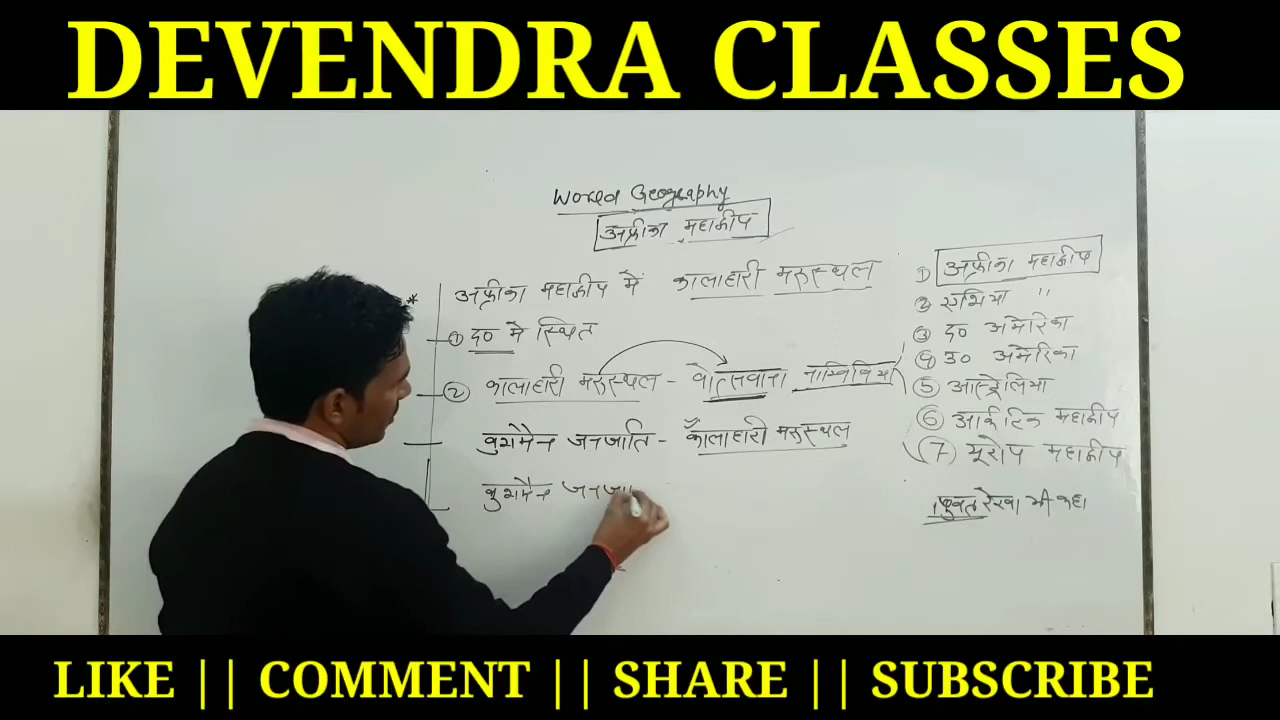 DEVENDRA CLASSES
World Geography
अफ्रीका महाद्वीप
अफ्रीका महाद्वीप में कालाहारी मरुस्थल
① द० में स्थित
② कालाहारी मरुस्थल - बोत्सवाना नामिबिया
बुशमैन जनजाति - कालाहारी मरुस्थल
बुशमैन जनजा
① अफ्रीका महाद्वीप
② एशिया "
③ द० अमेरिका
④ उ० अमेरिका
⑤ आस्ट्रेलिया
⑥ आर्कटिक महाद्वीप
(7) यूरोप महाद्वीप
रेखा भी कहा
LIKE || COMMENT || SHARE || SUBSCRIBE